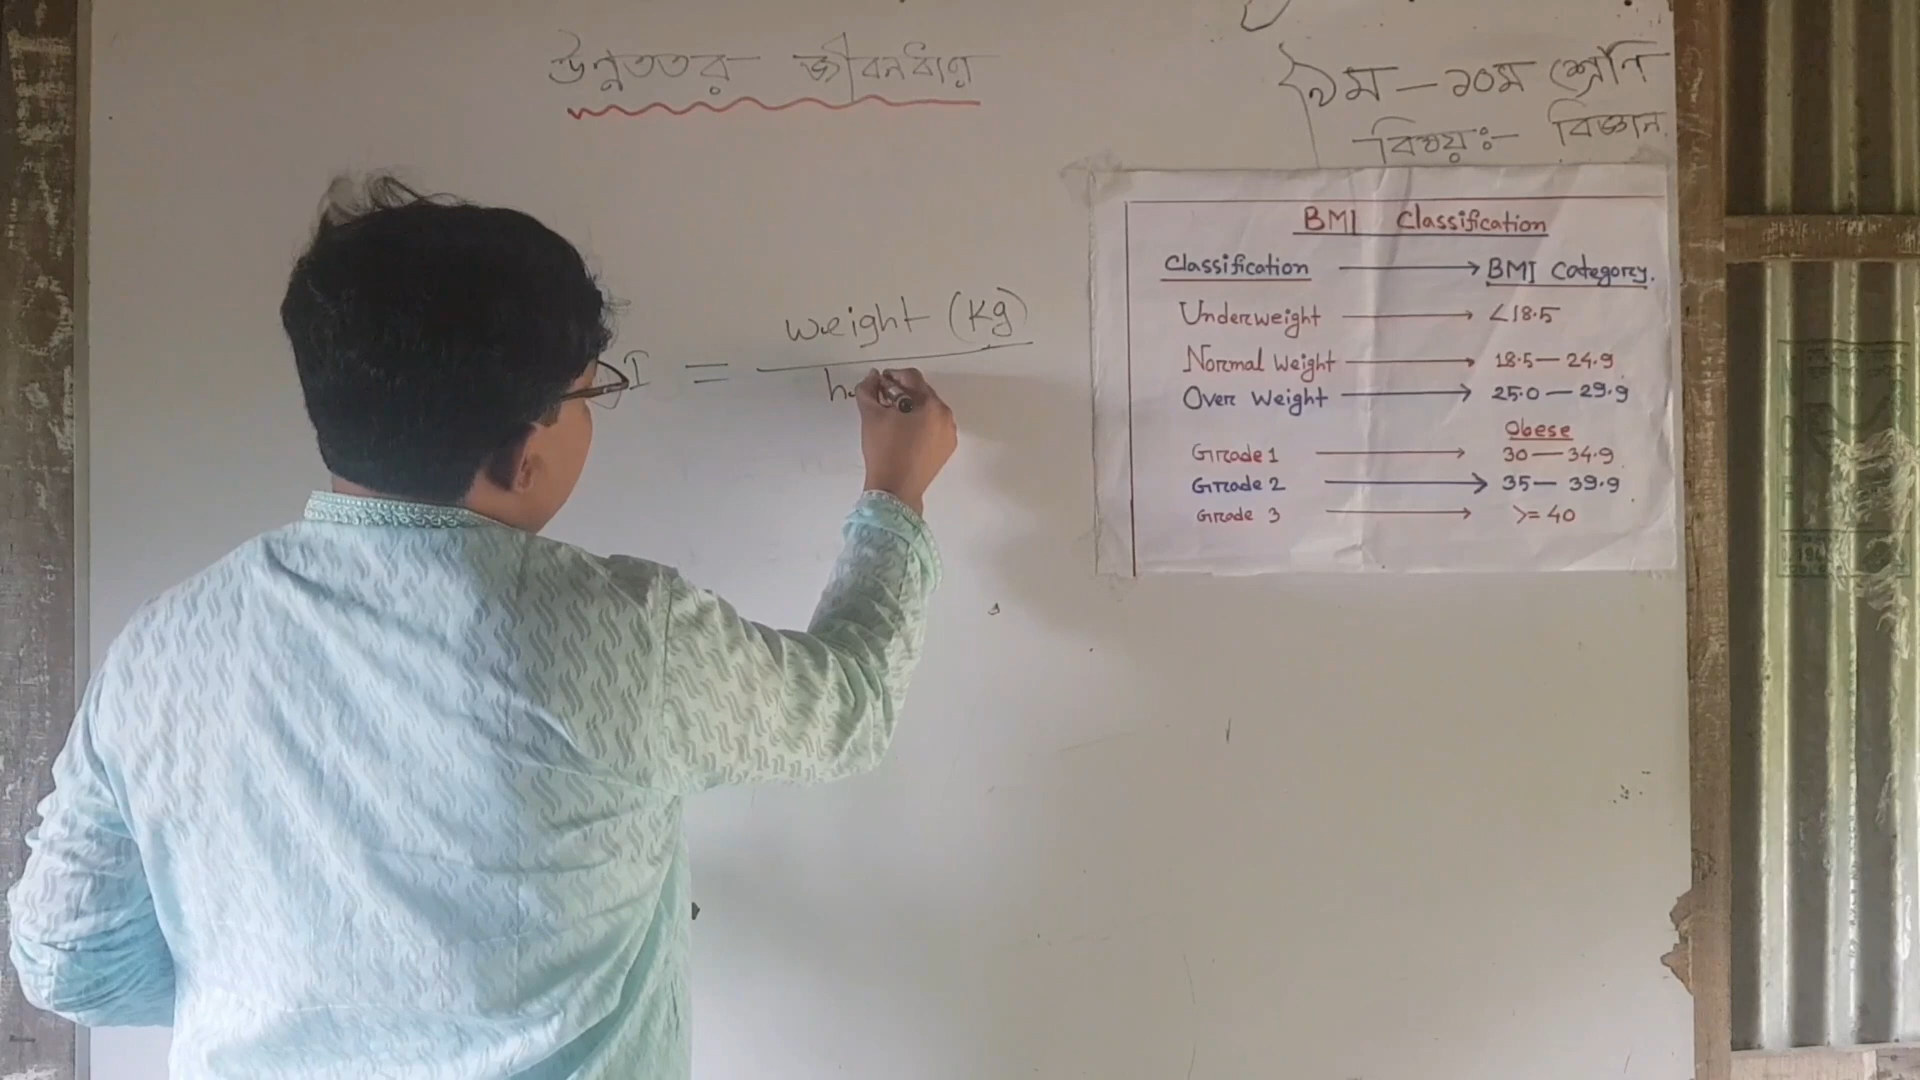 উন্নততর জীবনধারা
৯ম – ১০ম শ্রেণি
বিষয়ঃ- বিজ্ঞান
I = weight (Kg)
BMI Classification
Classification → BMI Category.
Underweight → <18.5
Normal Weight → 18.5 — 24.9
Over Weight → 25.0 — 29.9
Obese
Grade 1 → 30 — 34.9
Grade 2 → 35 — 39.9
Grade 3 → >= 40